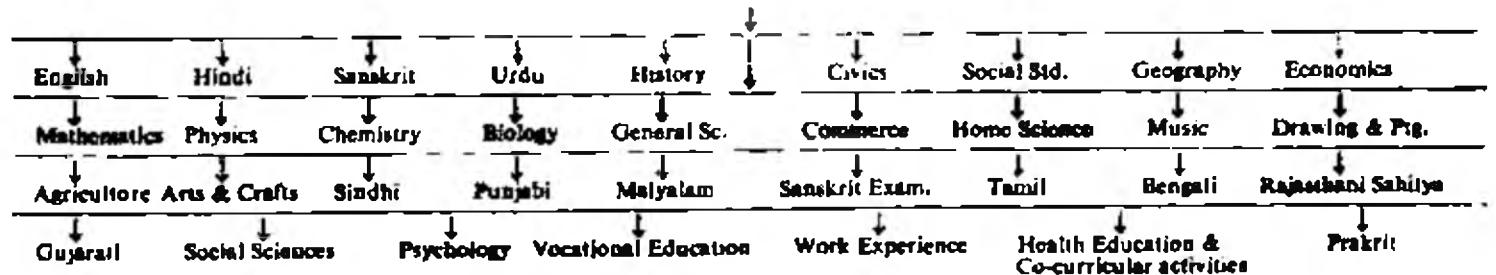 English Hindi Sanskrit Urdu History Civics Social Std. Geography Economics
Mathematics Physics Chemistry Biology General Sc. Commerce Home Science Music Drawing & Ptg.
Agriculture Arts & Crafts Sindhi Punjabi Malyalam Sanskrit Exam. Tamil Bengali Rajasthani Sahitya
Gujarati Social Sciences Psychology Vocational Education Work Experience Health Education & Prakrit
Co-curricular activities